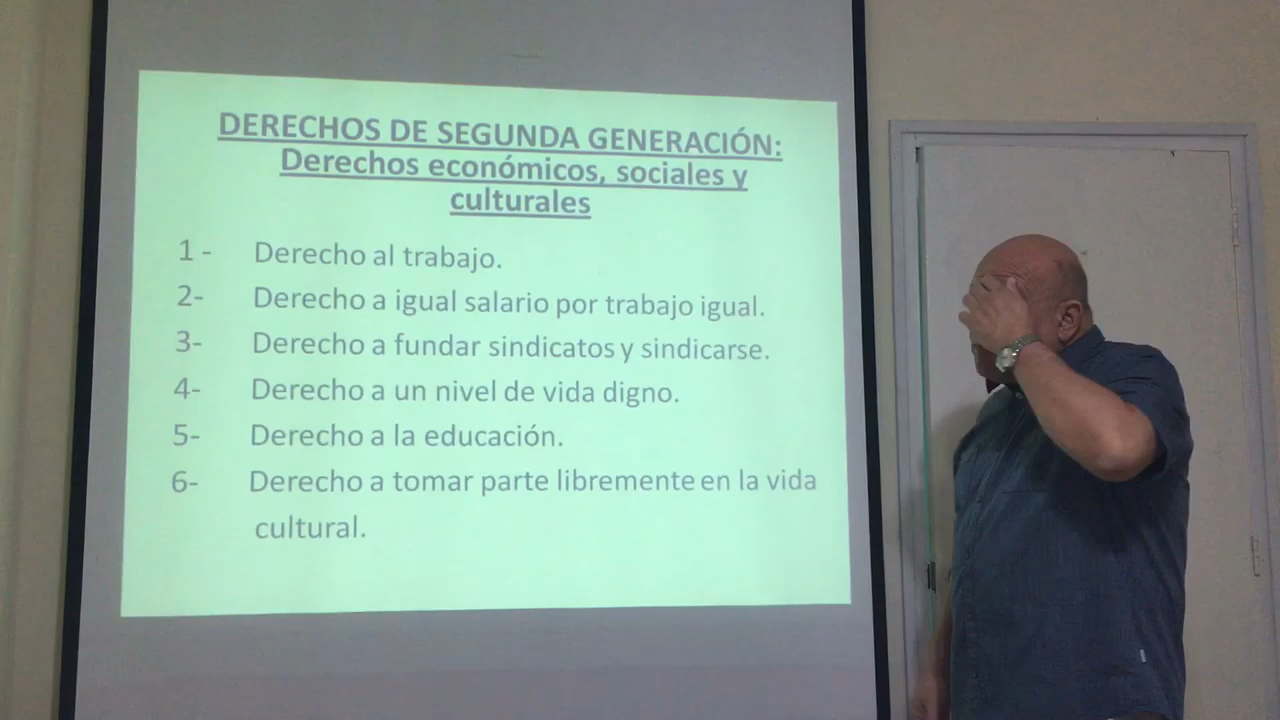 DERECHOS DE SEGUNDA GENERACIÓN:
Derechos económicos, sociales y
culturales
1 - Derecho al trabajo.
2- Derecho a igual salario por trabajo igual.
3- Derecho a fundar sindicatos y sindicarse.
4- Derecho a un nivel de vida digno.
5- Derecho a la educación.
6- Derecho a tomar parte libremente en la vida
cultural.